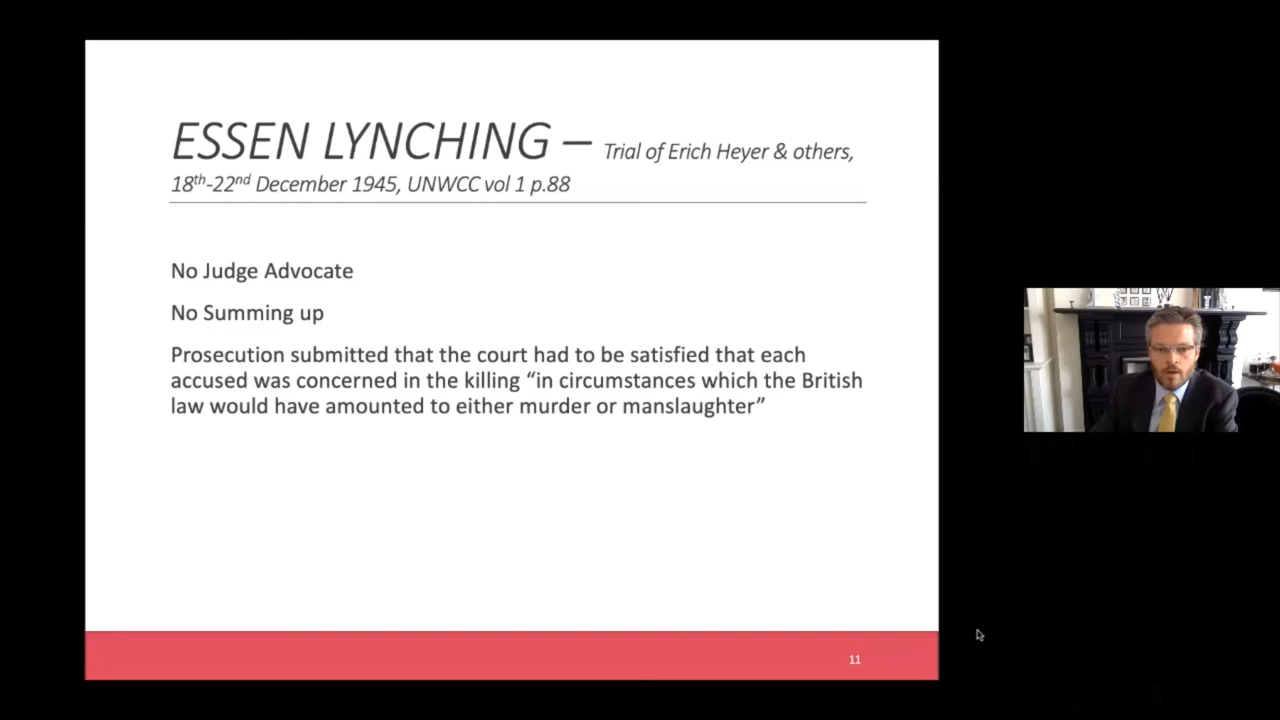 ESSEN LYNCHING – Trial of Erich Heyer & others,
18th-22nd December 1945, UNWCC vol 1 p.88
No Judge Advocate
No Summing up
Prosecution submitted that the court had to be satisfied that each
accused was concerned in the killing “in circumstances which the British
law would have amounted to either murder or manslaughter”
11